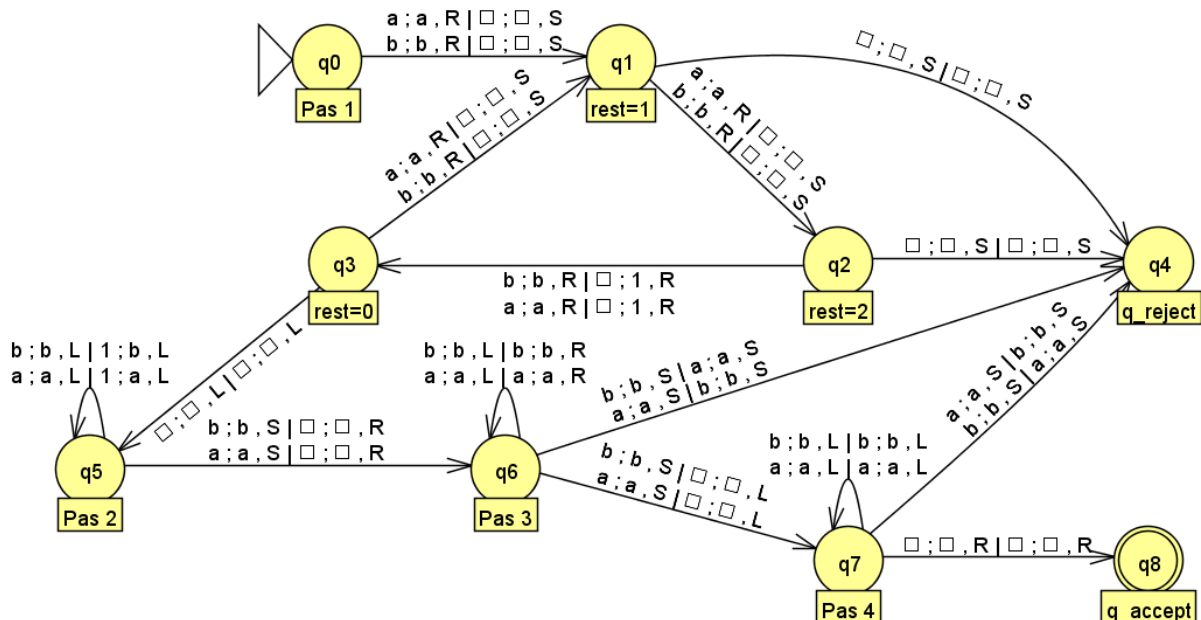 a ; a , R | □ ; □ , S
b ; b , R | □ ; □ , S
q0
Pas 1
q1
rest=1
□ ; □ , S | □ ; □ , S
a ; a , R | □ ; □ , S
b ; b , R | □ ; □ , S
a ; a , R | □ ; □ , S
b ; b , R | □ ; □ , S
q3
rest=0
b ; b , R | □ ; 1 , R
a ; a , R | □ ; 1 , R
q2
rest=2
□ ; □ , S | □ ; □ , S
q4
q_reject
□ ; □ , L | □ ; □ , L
b ; b , L | 1 ; b , L
a ; a , L | 1 ; a , L
q5
Pas 2
b ; b , S | □ ; □ , R
a ; a , S | □ ; □ , R
b ; b , L | b ; b , R
a ; a , L | a ; a , R
q6
Pas 3
b ; b , S | a ; a , S
a ; a , S | b ; b , S
b ; b , S | □ ; □ , L
a ; a , S | □ ; □ , L
b ; b , L | b ; b , L
a ; a , L | a ; a , L
q7
Pas 4
a ; a , S | b ; b , S
b ; b , S | a ; a , S
□ ; □ , R | □ ; □ , R
q8
q_accept